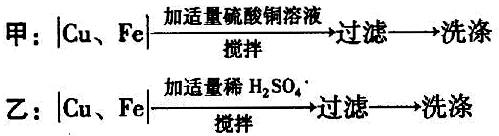 甲：|Cu、Fe| 加适量硫酸铜溶液 搅拌 →过滤→洗涤
乙：|Cu、Fe| 加适量稀 H₂SO₄ 搅拌 →过滤→洗涤